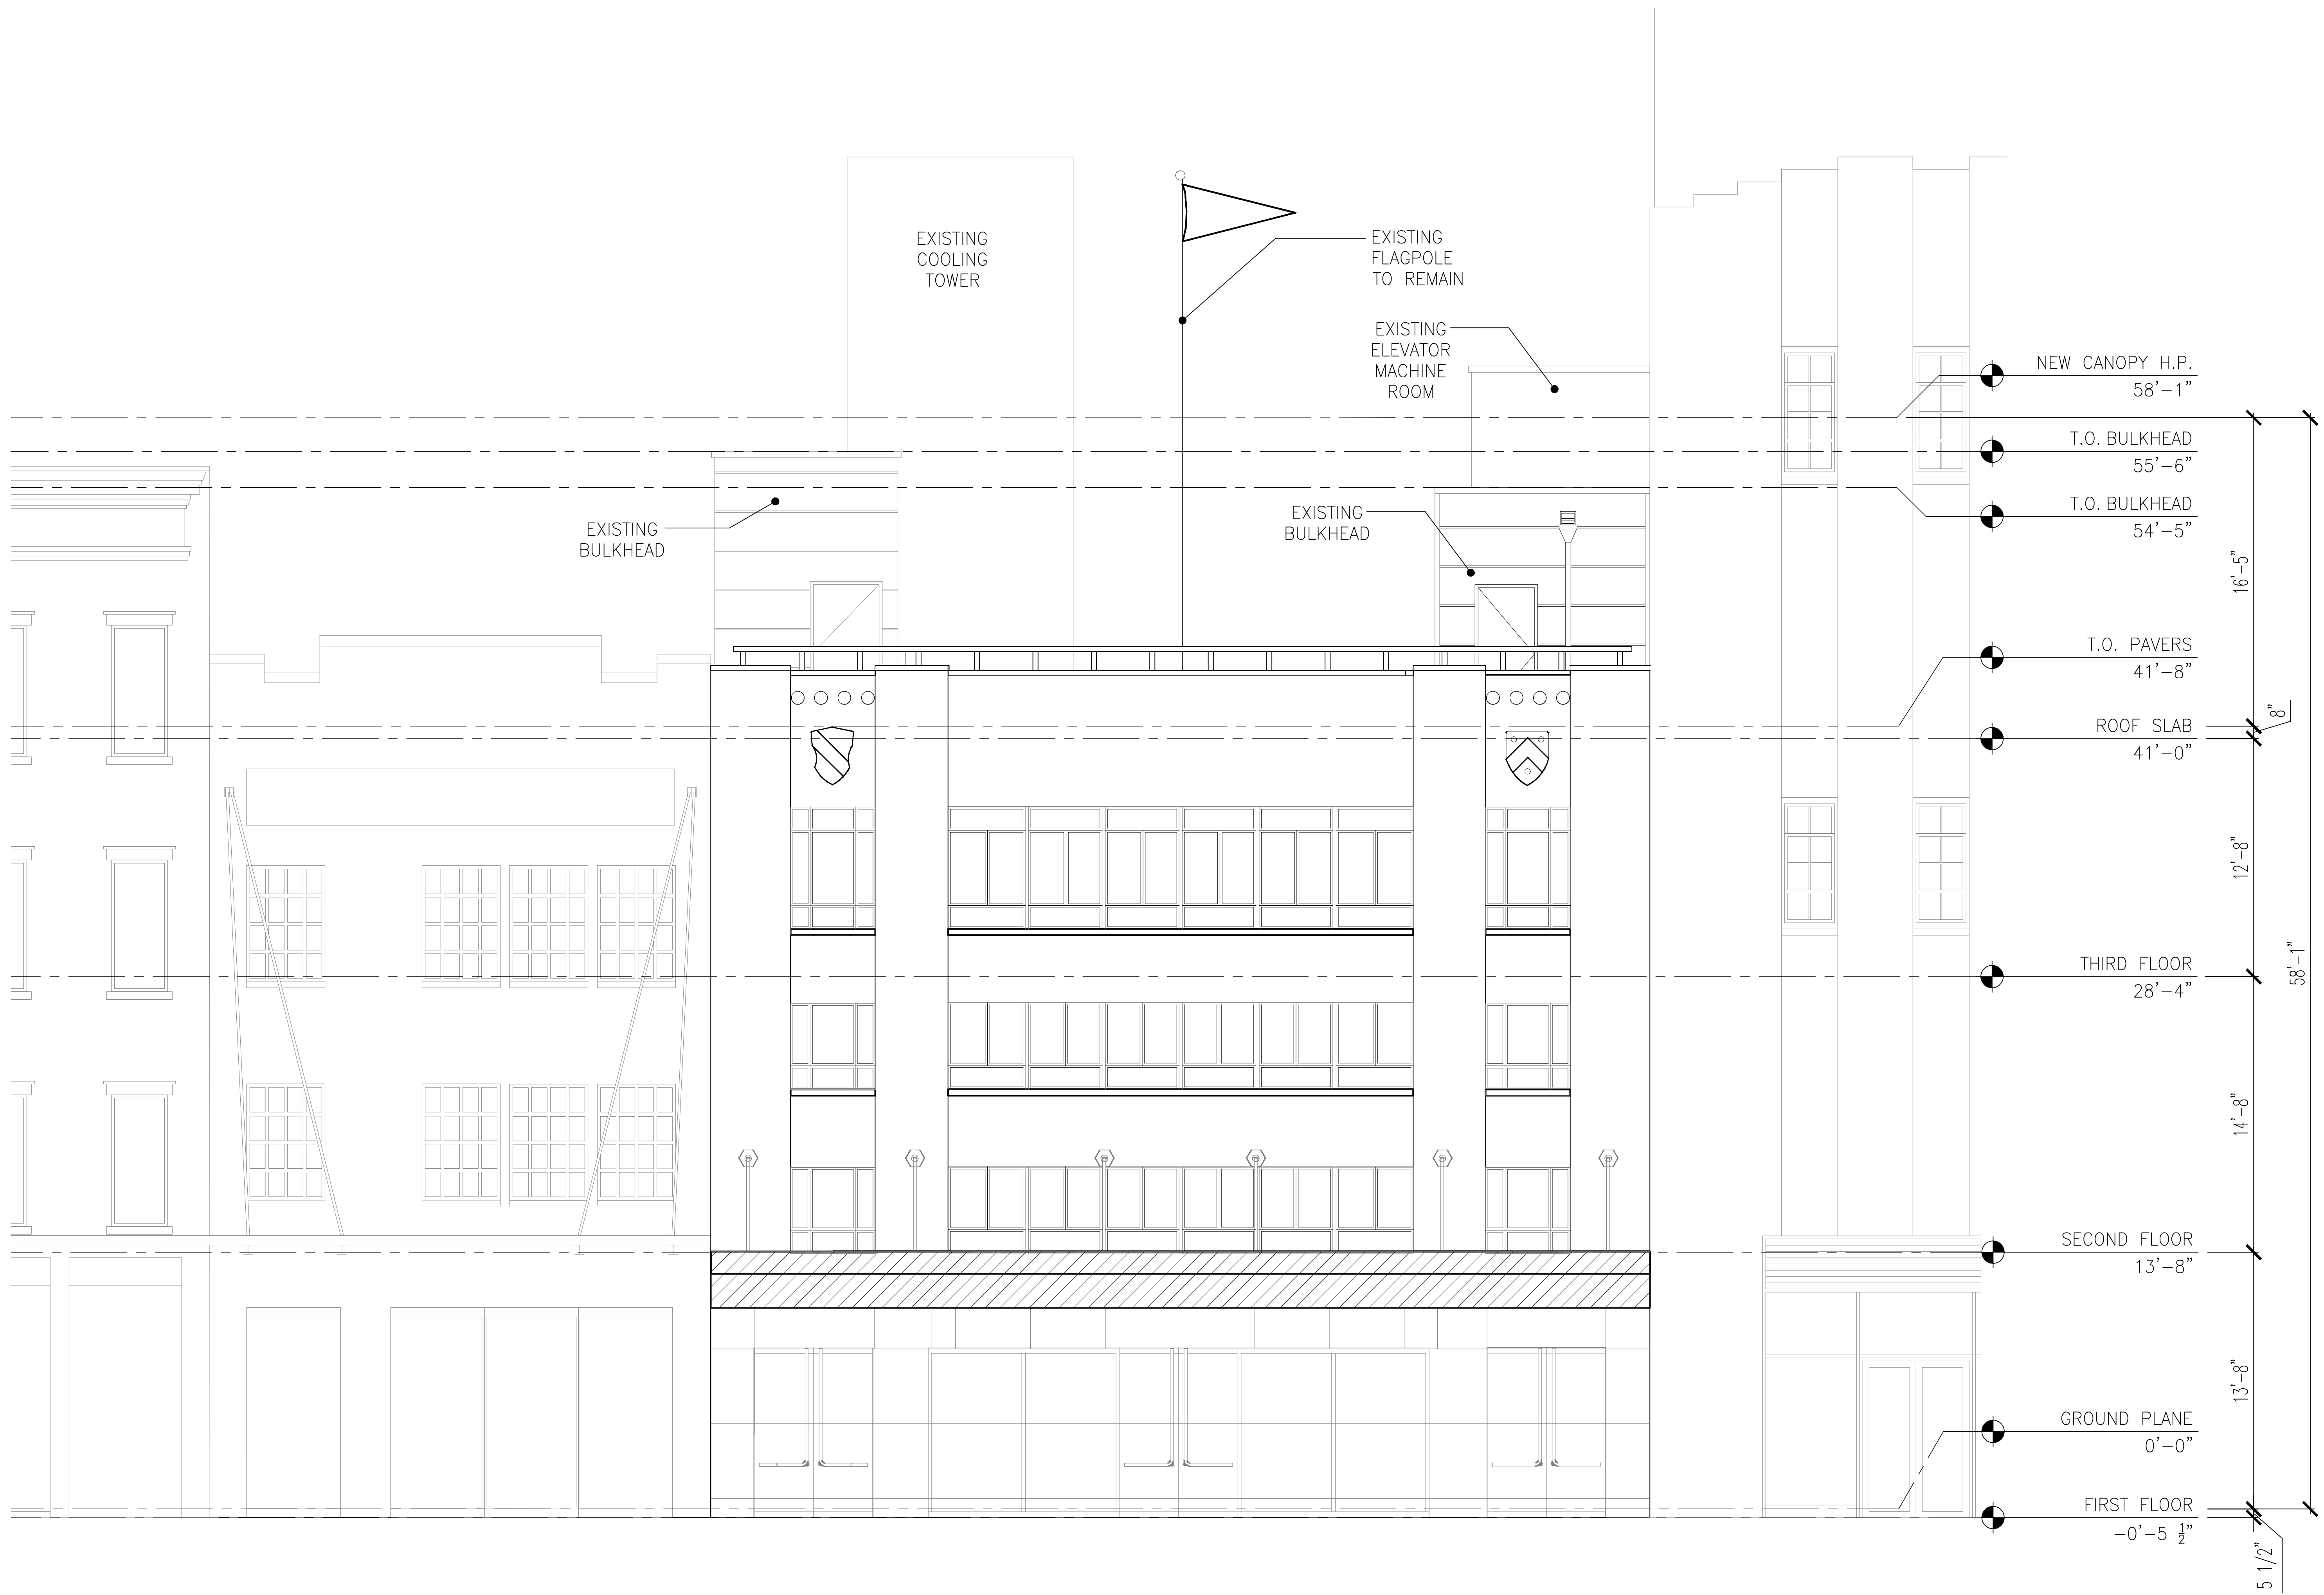 EXISTING
COOLING
TOWER
EXISTING
FLAGPOLE
TO REMAIN
EXISTING
ELEVATOR
MACHINE
ROOM
EXISTING
BULKHEAD
EXISTING
BULKHEAD
NEW CANOPY H.P.
58'-1"
T.O. BULKHEAD
55'-6"
T.O. BULKHEAD
54'-5"
T.O. PAVERS
41'-8"
ROOF SLAB
41'-0"
THIRD FLOOR
28'-4"
SECOND FLOOR
13'-8"
GROUND PLANE
0'-0"
FIRST FLOOR
-0'-5 1/2"
16'-5"
8"
12'-8"
14'-8"
13'-8"
5 1/2"
58'-1"